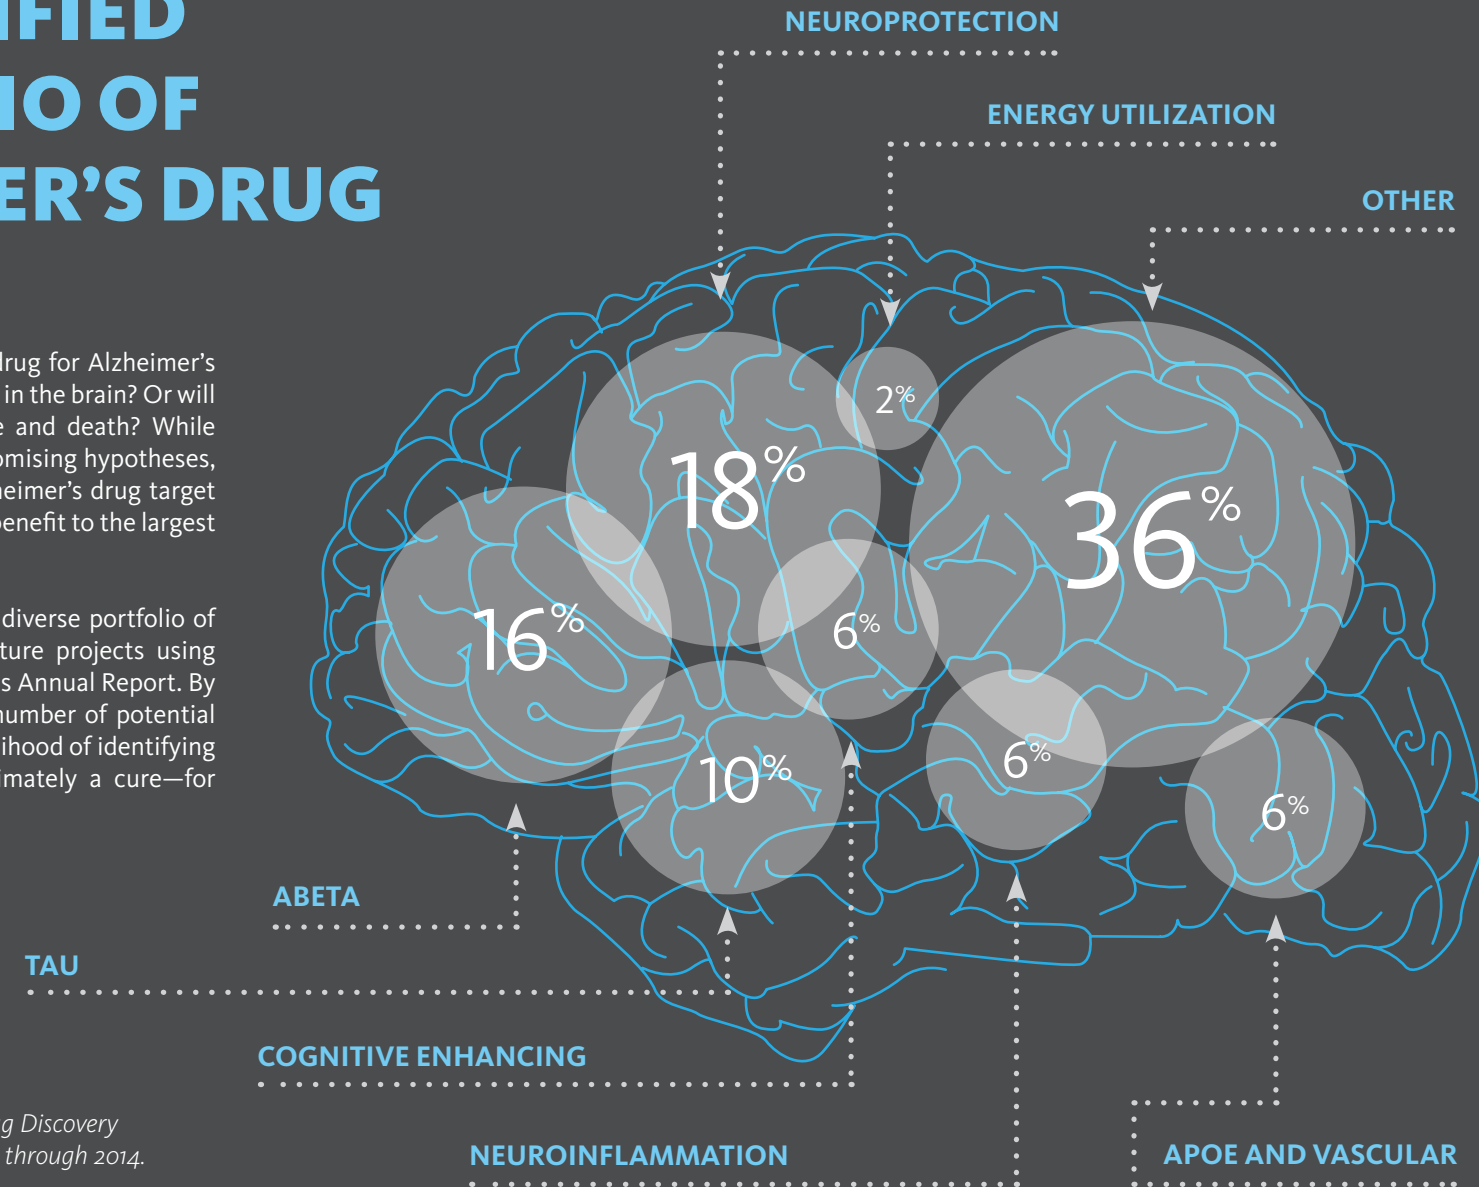 IFIED
IO OF
ER’S DRUG
drug for Alzheimer’s
in the brain? Or will
e and death? While
omising hypotheses,
heimer’s drug target
benefit to the largest
diverse portfolio of
ture projects using
s Annual Report. By
number of potential
lihood of identifying
timately a cure—for
g Discovery
through 2014.
NEUROPROTECTION
ENERGY UTILIZATION
OTHER
2%
18%
36%
16%
6%
10%
6%
6%
ABETA
TAU
COGNITIVE ENHANCING
NEUROINFLAMMATION
APOE AND VASCULAR